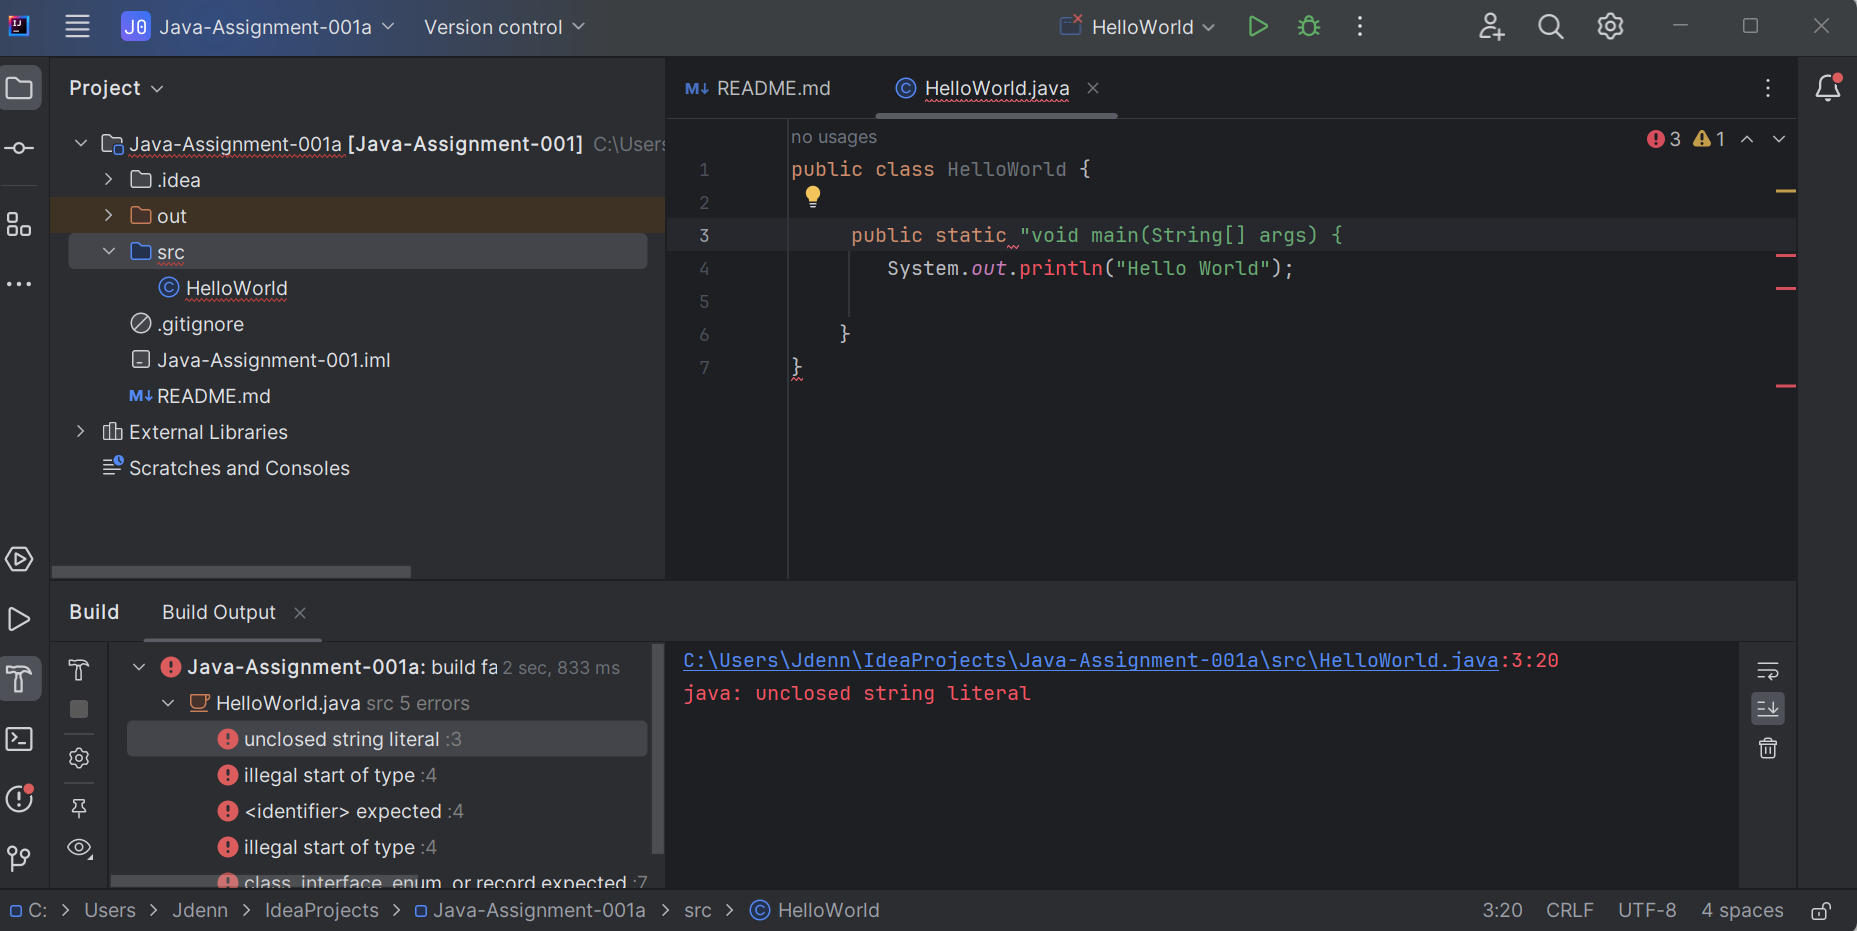 J0 Java-Assignment-001a Version control HelloWorld
Project
Java-Assignment-001a [Java-Assignment-001] C:\Users
.idea
out
src
HelloWorld
.gitignore
Java-Assignment-001.iml
M↓ README.md
External Libraries
Scratches and Consoles
M↓ README.md HelloWorld.java
no usages 3 1
1 public class HelloWorld {
2
3 public static "void main(String[] args) {
4 System.out.println("Hello World");
5
6 }
7 }
Build Build Output
Java-Assignment-001a: build fa 2 sec, 833 ms
HelloWorld.java src 5 errors
unclosed string literal :3
illegal start of type :4
<identifier> expected :4
illegal start of type :4
class, interface, enum, or record expected :7
C:\Users\Jdenn\IdeaProjects\Java-Assignment-001a\src\HelloWorld.java:3:20
java: unclosed string literal
C: > Users > Jdenn > IdeaProjects > Java-Assignment-001a > src > HelloWorld 3:20 CRLF UTF-8 4 spaces